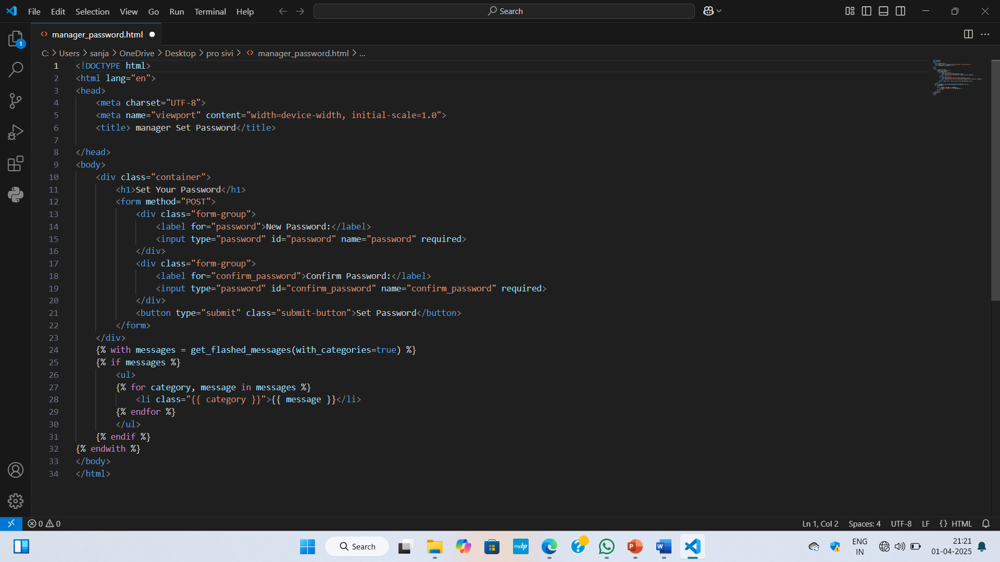 File Edit Selection View Go Run Terminal Help
Search
manager_password.html
1
C: > Users > sanja > OneDrive > Desktop > pro sivi > <> manager_password.html > ...
1 <!DOCTYPE html>
2 <html lang="en">
3 <head>
4 <meta charset="UTF-8">
5 <meta name="viewport" content="width=device-width, initial-scale=1.0">
6 <title> manager Set Password</title>
7
8 </head>
9 <body>
10 <div class="container">
11 <h1>Set Your Password</h1>
12 <form method="POST">
13 <div class="form-group">
14 <label for="password">New Password:</label>
15 <input type="password" id="password" name="password" required>
16 </div>
17 <div class="form-group">
18 <label for="confirm_password">Confirm Password:</label>
19 <input type="password" id="confirm_password" name="confirm_password" required>
20 </div>
21 <button type="submit" class="submit-button">Set Password</button>
22 </form>
23 </div>
24 {% with messages = get_flashed_messages(with_categories=true) %}
25 {% if messages %}
26 <ul>
27 {% for category, message in messages %}
28 <li class="{{ category }}">{{ message }}</li>
29 {% endfor %}
30 </ul>
31 {% endif %}
32 {% endwith %}
33 </body>
34 </html>
0 0
Ln 1, Col 2 Spaces: 4 UTF-8 LF {} HTML
Search
myhp
P
W
ENG
IN
21:21
01-04-2025